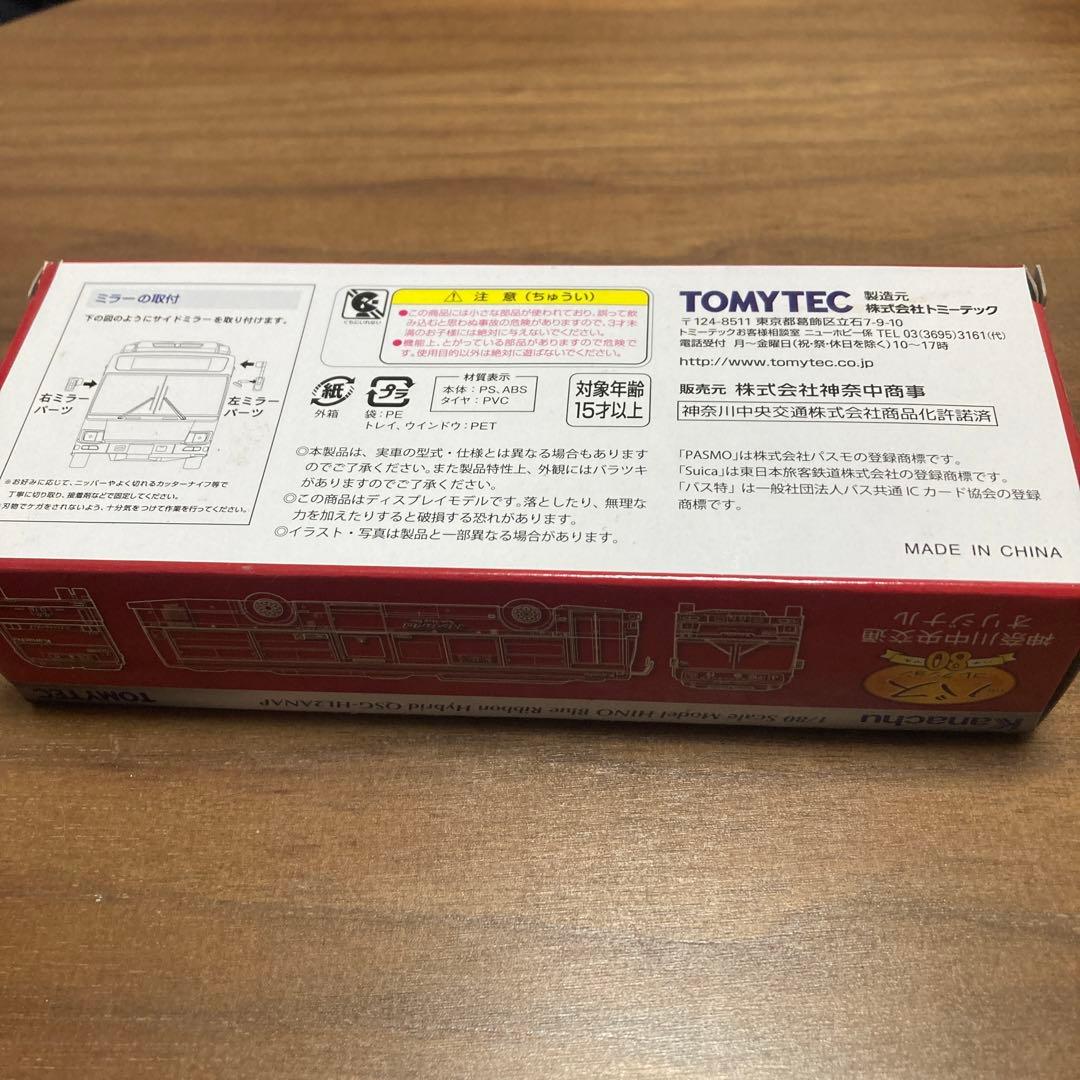 ミラーの取付
下の図のようにサイドミラーを取り付けます。
右ミラー
パーツ
左ミラー
パーツ
※お好みに応じて、ニッパーやよく切れるカッターナイフ等で
丁寧に切り取り、接着剤などで固定してください。
刃物でケガをされないよう、十分気をつけて作業を行ってください。
くちにいれない
注 意(ちゅうい)
●この商品には小さな部品が使われており、誤って飲
み込むと思わぬ事故の危険がありますので、3才未
満のお子様には絶対に与えないでください。
●機能上、とがっている部品がありますので危険で
す。使用目的以外は絶対に遊ばないでください。
紙
外箱
プラ
袋:PE
トレイ、ウインドウ:PET
材質表示
本体:PS、ABS
タイヤ:PVC
対象年齢
15才以上
◎本製品は、実車の型式・仕様とは異なる場合もあります
のでご了承ください。また製品特性上、外観にはバラツキ
がありますのでご了承ください。
◎この商品はディスプレイモデルです。落としたり、無理な
力を加えたりすると破損する恐れがあります。
◎イラスト・写真は製品と一部異なる場合があります。
TOMYTEC 製造元 株式会社トミーテック
〒124-8511 東京都葛飾区立石7-9-10
トミーテックお客様相談室 ニューホビー係 TEL 03(3695)3161(代)
電話受付 月〜金曜日(祝・祭・休日を除く)10〜17時
http://www.tomytec.co.jp
販売元 株式会社神奈中商事
神奈川中央交通株式会社商品化許諾済
「PASMO」は株式会社パスモの登録商標です。
「Suica」は東日本旅客鉄道株式会社の登録商標です。
「バス特」は一般社団法人バス共通ICカード協会の登録
商標です。
MADE IN CHINA
神奈川中央交通
オリジナル
バス
コレクション
80
Kanachu
1/80 Scale Model HINO Blue Ribbon Hybrid QSG-HL2ANAP
TOMYTEC